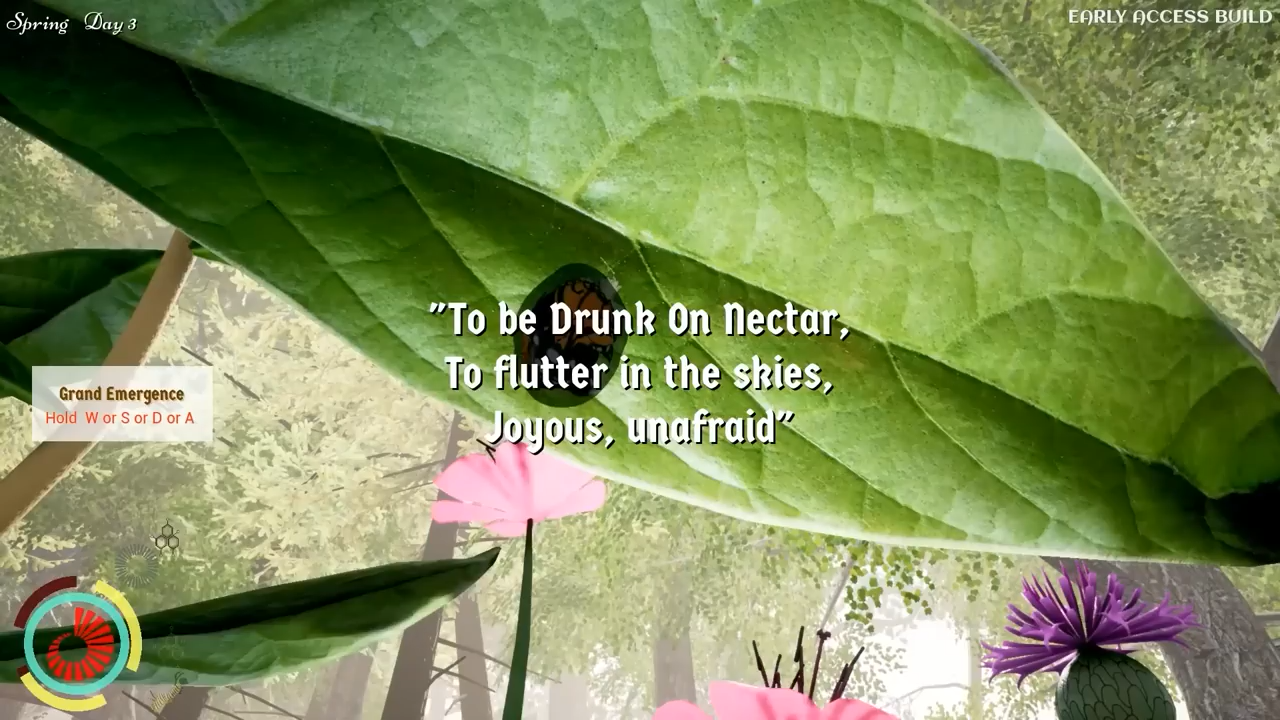 Spring Day 3
EARLY ACCESS BUILD
"To be Drunk On Nectar,
To flutter in the skies,
Joyous, unafraid"
Grand Emergence
Hold W or S or D or A